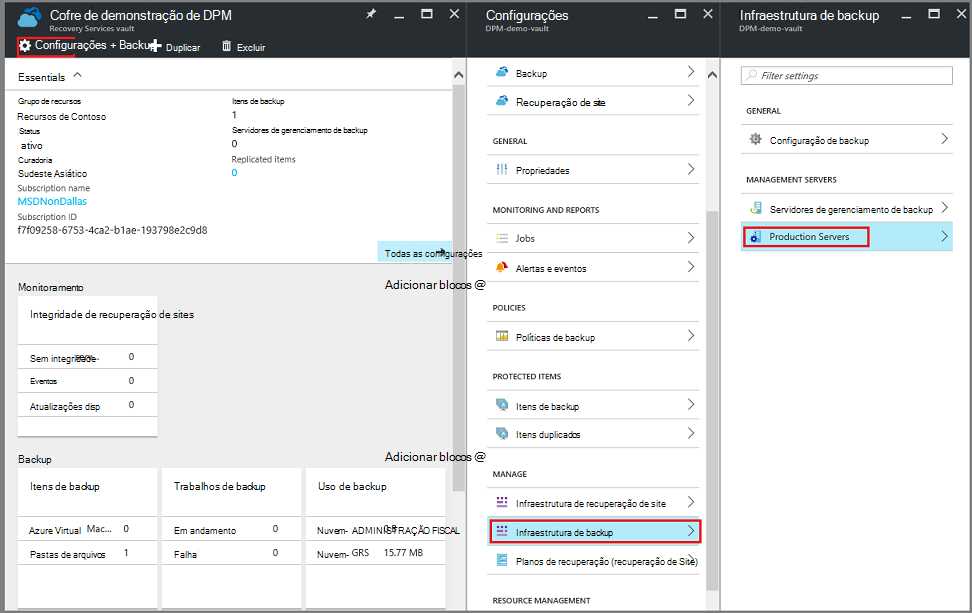 Cofre de demonstração de DPM
Recovery Services vault
Configurações + Backup
Duplicar
Excluir
Essentials
Grupo de recursos
Recursos de Contoso
Status
ativo
Curadoria
Sudeste Asiático
Subscription name
MSDNonDallas
Subscription ID
f7f09258-6753-4ca2-b1ae-193798e2c9d8
Itens de backup
1
Servidores de gerenciamento de backup
0
Replicated items
0
Todas as configurações
Monitoramento
Adicionar blocos @
Integridade de recuperação de sites
Sem integridade 0
Eventos 0
Atualizações disp 0
Backup
Adicionar blocos @
Itens de backup
Azure Virtual Mac... 0
Pastas de arquivos 1
Trabalhos de backup
Em andamento 0
Falha 0
Uso de backup
Nuvem- ADMINISTRAÇÃO FISCAL 0 B
Nuvem- GRS 15.77 MB
Configurações
DPM-demo-vault
Backup
Recuperação de site
GENERAL
Propriedades
MONITORING AND REPORTS
Jobs
Alertas e eventos
POLICIES
Políticas de backup
PROTECTED ITEMS
Itens de backup
Itens duplicados
MANAGE
Infraestrutura de recuperação de site
Infraestrutura de backup
Planos de recuperação (recuperação de Site)
RESOURCE MANAGEMENT
Infraestrutura de backup
DPM-demo-vault
Filter settings
GENERAL
Configuração de backup
MANAGEMENT SERVERS
Servidores de gerenciamento de backup
Production Servers